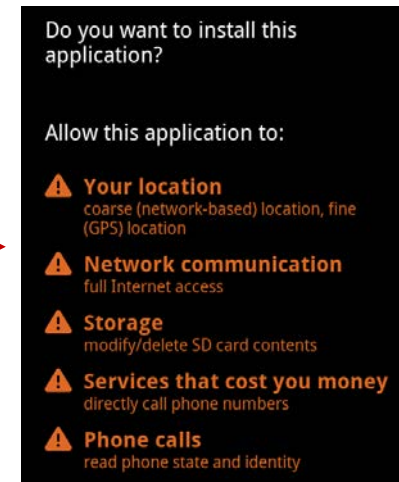 Do you want to install this
application?
Allow this application to:
Your location
coarse (network-based) location, fine
(GPS) location
Network communication
full Internet access
Storage
modify/delete SD card contents
Services that cost you money
directly call phone numbers
Phone calls
read phone state and identity